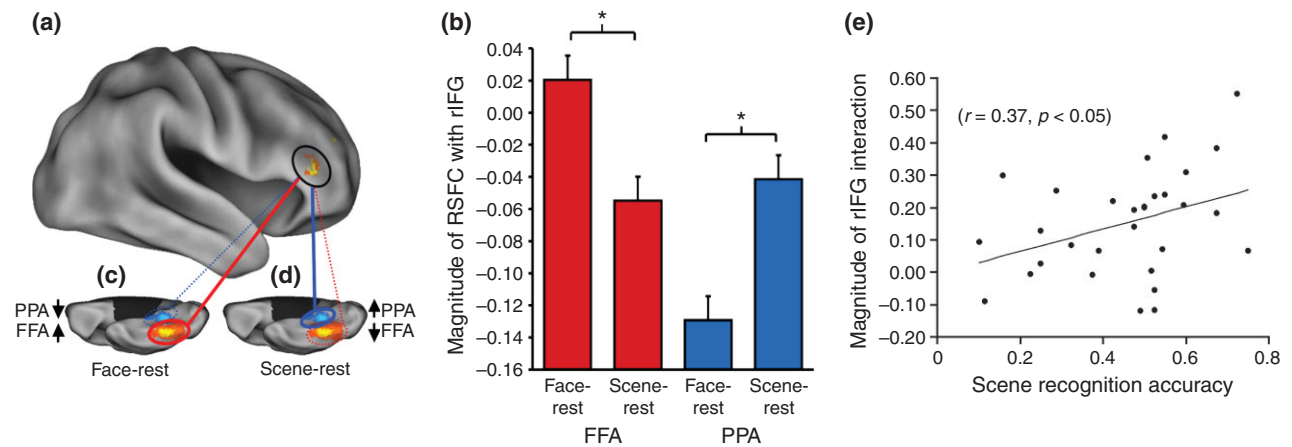 (a)
(c)
(d)
PPA
FFA
PPA
FFA
Face-rest
Scene-rest
(b)
Magnitude of RSFC with rIFG
*
*
0.04
0.02
0.00
−0.02
−0.04
−0.06
−0.08
−0.10
−0.12
−0.14
−0.16
Face-
rest
Scene-
rest
Face-
rest
Scene-
rest
FFA
PPA
(e)
Magnitude of rIFG interaction
0.60
0.50
0.40
0.30
0.20
0.10
0.00
−0.10
−0.20
(r = 0.37, p < 0.05)
0
0.2
0.4
0.6
0.8
Scene recognition accuracy